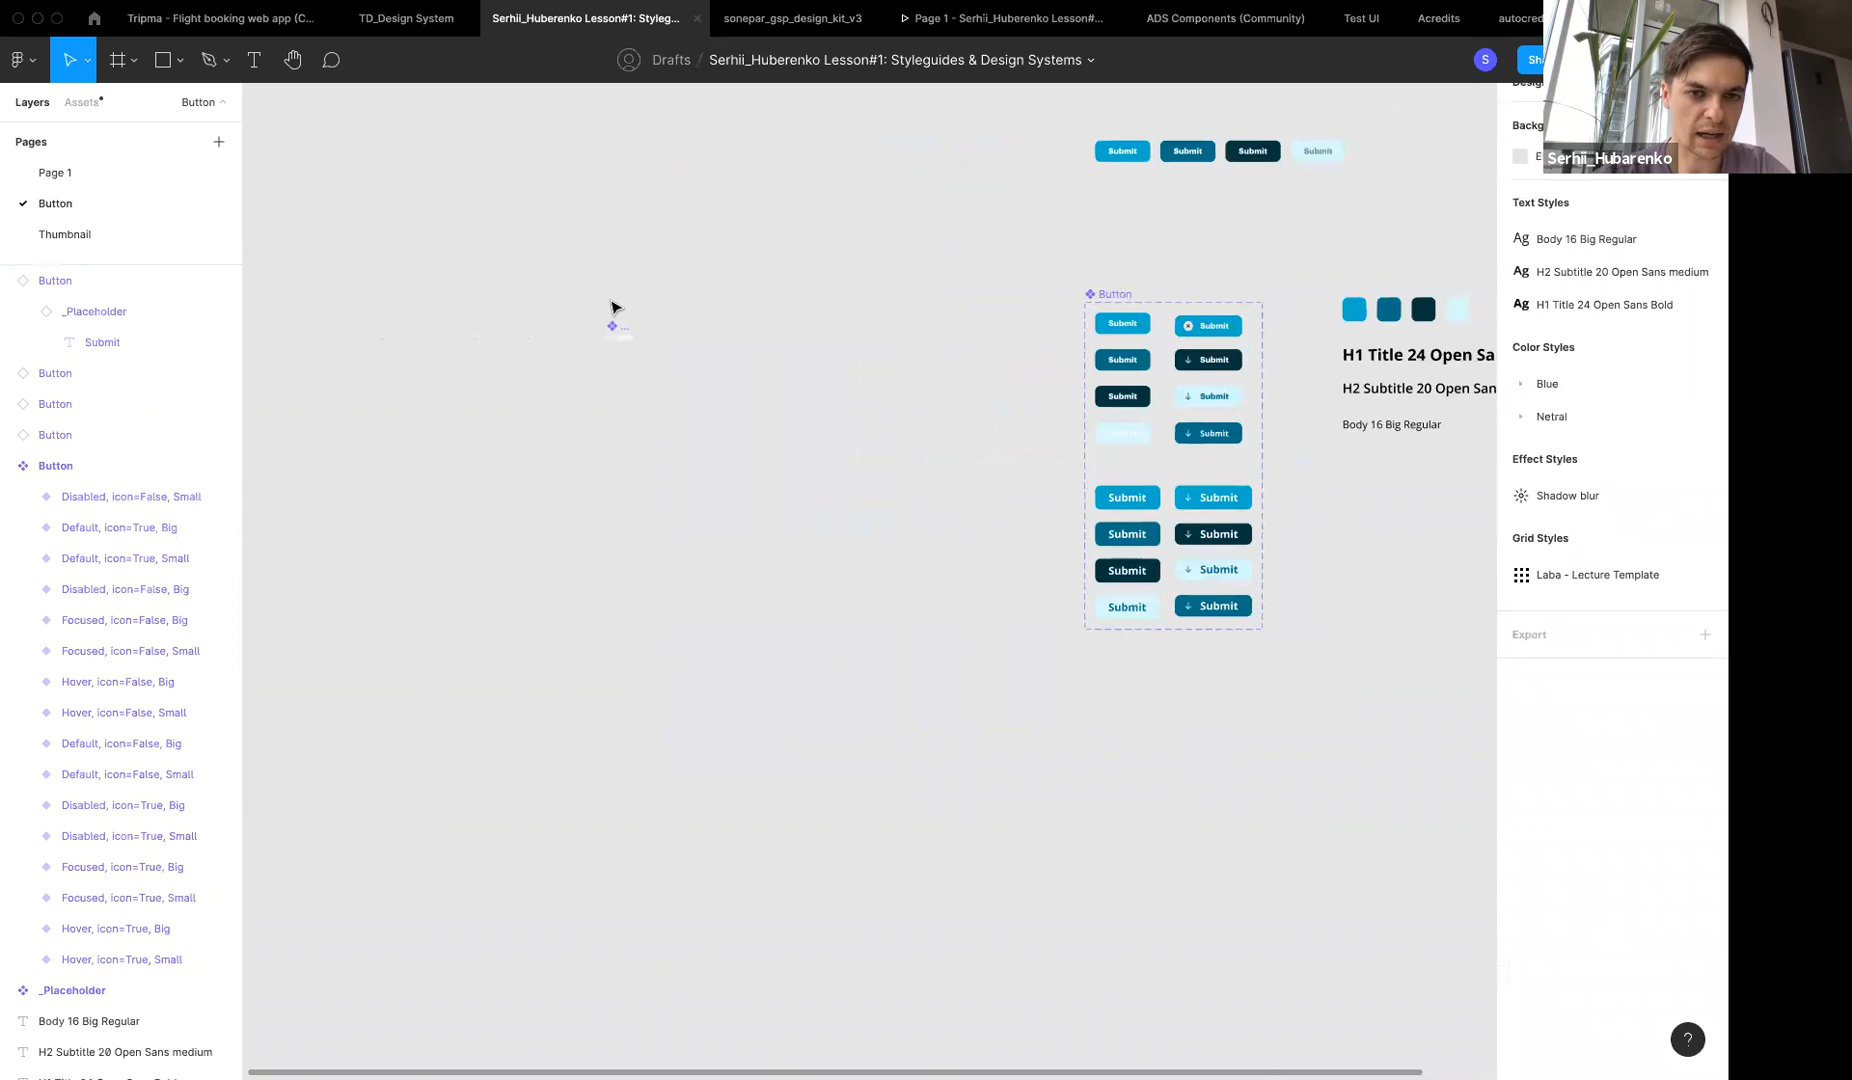 Tripma - Flight booking web app (C...
TD_Design System
Serhii_Huberenko Lesson#1: Styleg...
sonepar_gsp_design_kit_v3
Page 1 - Serhii_Huberenko Lesson#...
ADS Components (Community)
Test UI
Acredits
autocred
Drafts / Serhii_Huberenko Lesson#1: Styleguides & Design Systems
S
Sh
Layers
Assets
Button
Pages
Page 1
Button
Thumbnail
Button
_Placeholder
Submit
Button
Button
Button
Button
Disabled, icon=False, Small
Default, icon=True, Big
Default, icon=True, Small
Disabled, icon=False, Big
Focused, icon=False, Big
Focused, icon=False, Small
Hover, icon=False, Big
Hover, icon=False, Small
Default, icon=False, Big
Default, icon=False, Small
Disabled, icon=True, Big
Disabled, icon=True, Small
Focused, icon=True, Big
Focused, icon=True, Small
Hover, icon=True, Big
Hover, icon=True, Small
_Placeholder
Body 16 Big Regular
H2 Subtitle 20 Open Sans medium
Submit Submit Submit Submit
...
Button
Submit Submit
Submit Submit
Submit Submit
Submit
Submit Submit
Submit Submit
Submit Submit
Submit Submit
H1 Title 24 Open Sa
H2 Subtitle 20 Open San
Body 16 Big Regular
Serhii_Hubarenko
Backg
E
Text Styles
Ag Body 16 Big Regular
Ag H2 Subtitle 20 Open Sans medium
Ag H1 Title 24 Open Sans Bold
Color Styles
Blue
Netral
Effect Styles
Shadow blur
Grid Styles
Laba - Lecture Template
Export
?